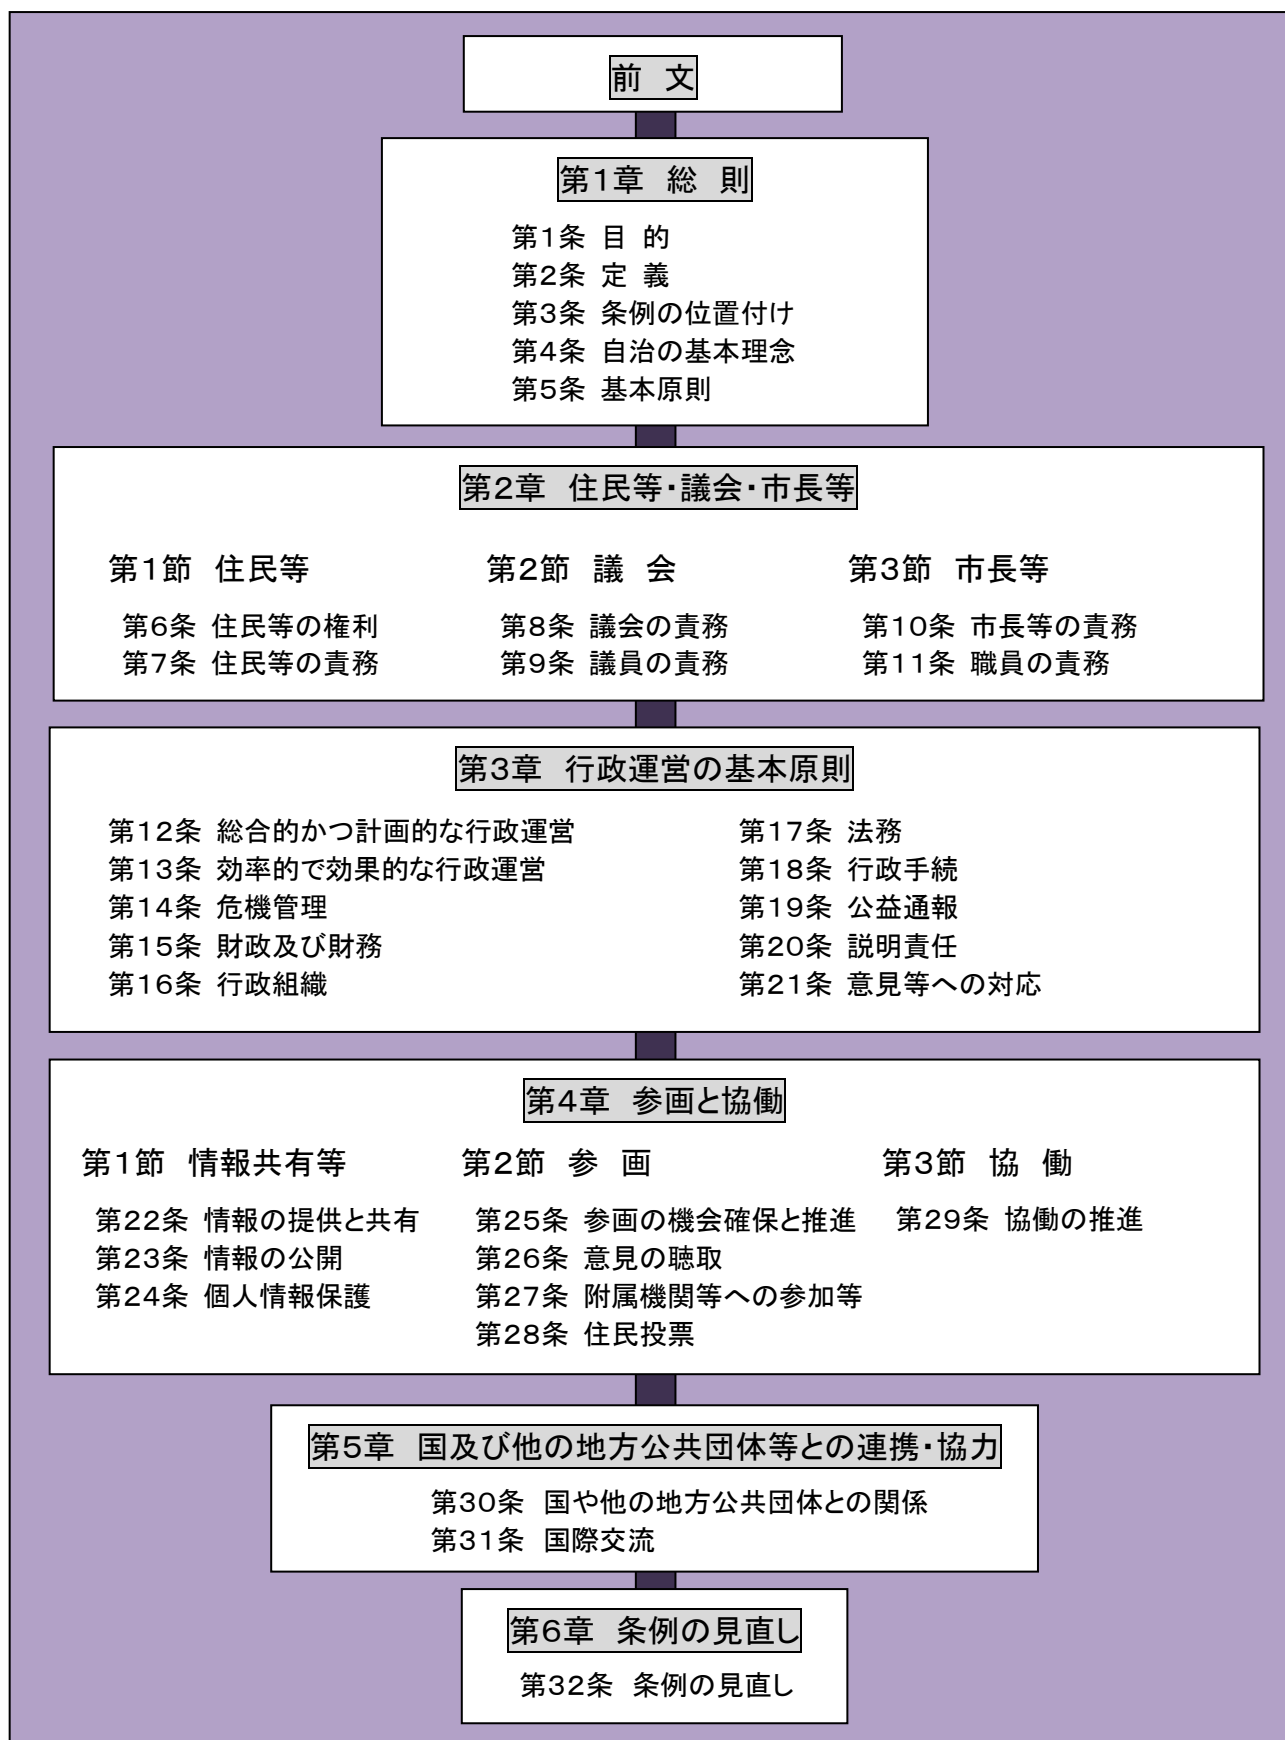 前　文
第1章　総　則
第1条 目 的
第2条 定 義
第3条 条例の位置付け
第4条 自治の基本理念
第5条 基本原則
第2章　住民等・議会・市長等
第1節 住民等
第6条 住民等の権利
第7条 住民等の責務
第2節 議 会
第8条 議会の責務
第9条 議員の責務
第3節 市長等
第10条 市長等の責務
第11条 職員の責務
第3章　行政運営の基本原則
第12条 総合的かつ計画的な行政運営
第13条 効率的で効果的な行政運営
第14条 危機管理
第15条 財政及び財務
第16条 行政組織
第17条 法務
第18条 行政手続
第19条 公益通報
第20条 説明責任
第21条 意見等への対応
第4章　参画と協働
第1節 情報共有等
第22条 情報の提供と共有
第23条 情報の公開
第24条 個人情報保護
第2節 参 画
第25条 参画の機会確保と推進
第26条 意見の聴取
第27条 附属機関等への参加等
第28条 住民投票
第3節 協 働
第29条 協働の推進
第5章　国及び他の地方公共団体等との連携・協力
第30条 国や他の地方公共団体との関係
第31条 国際交流
第6章　条例の見直し
第32条 条例の見直し